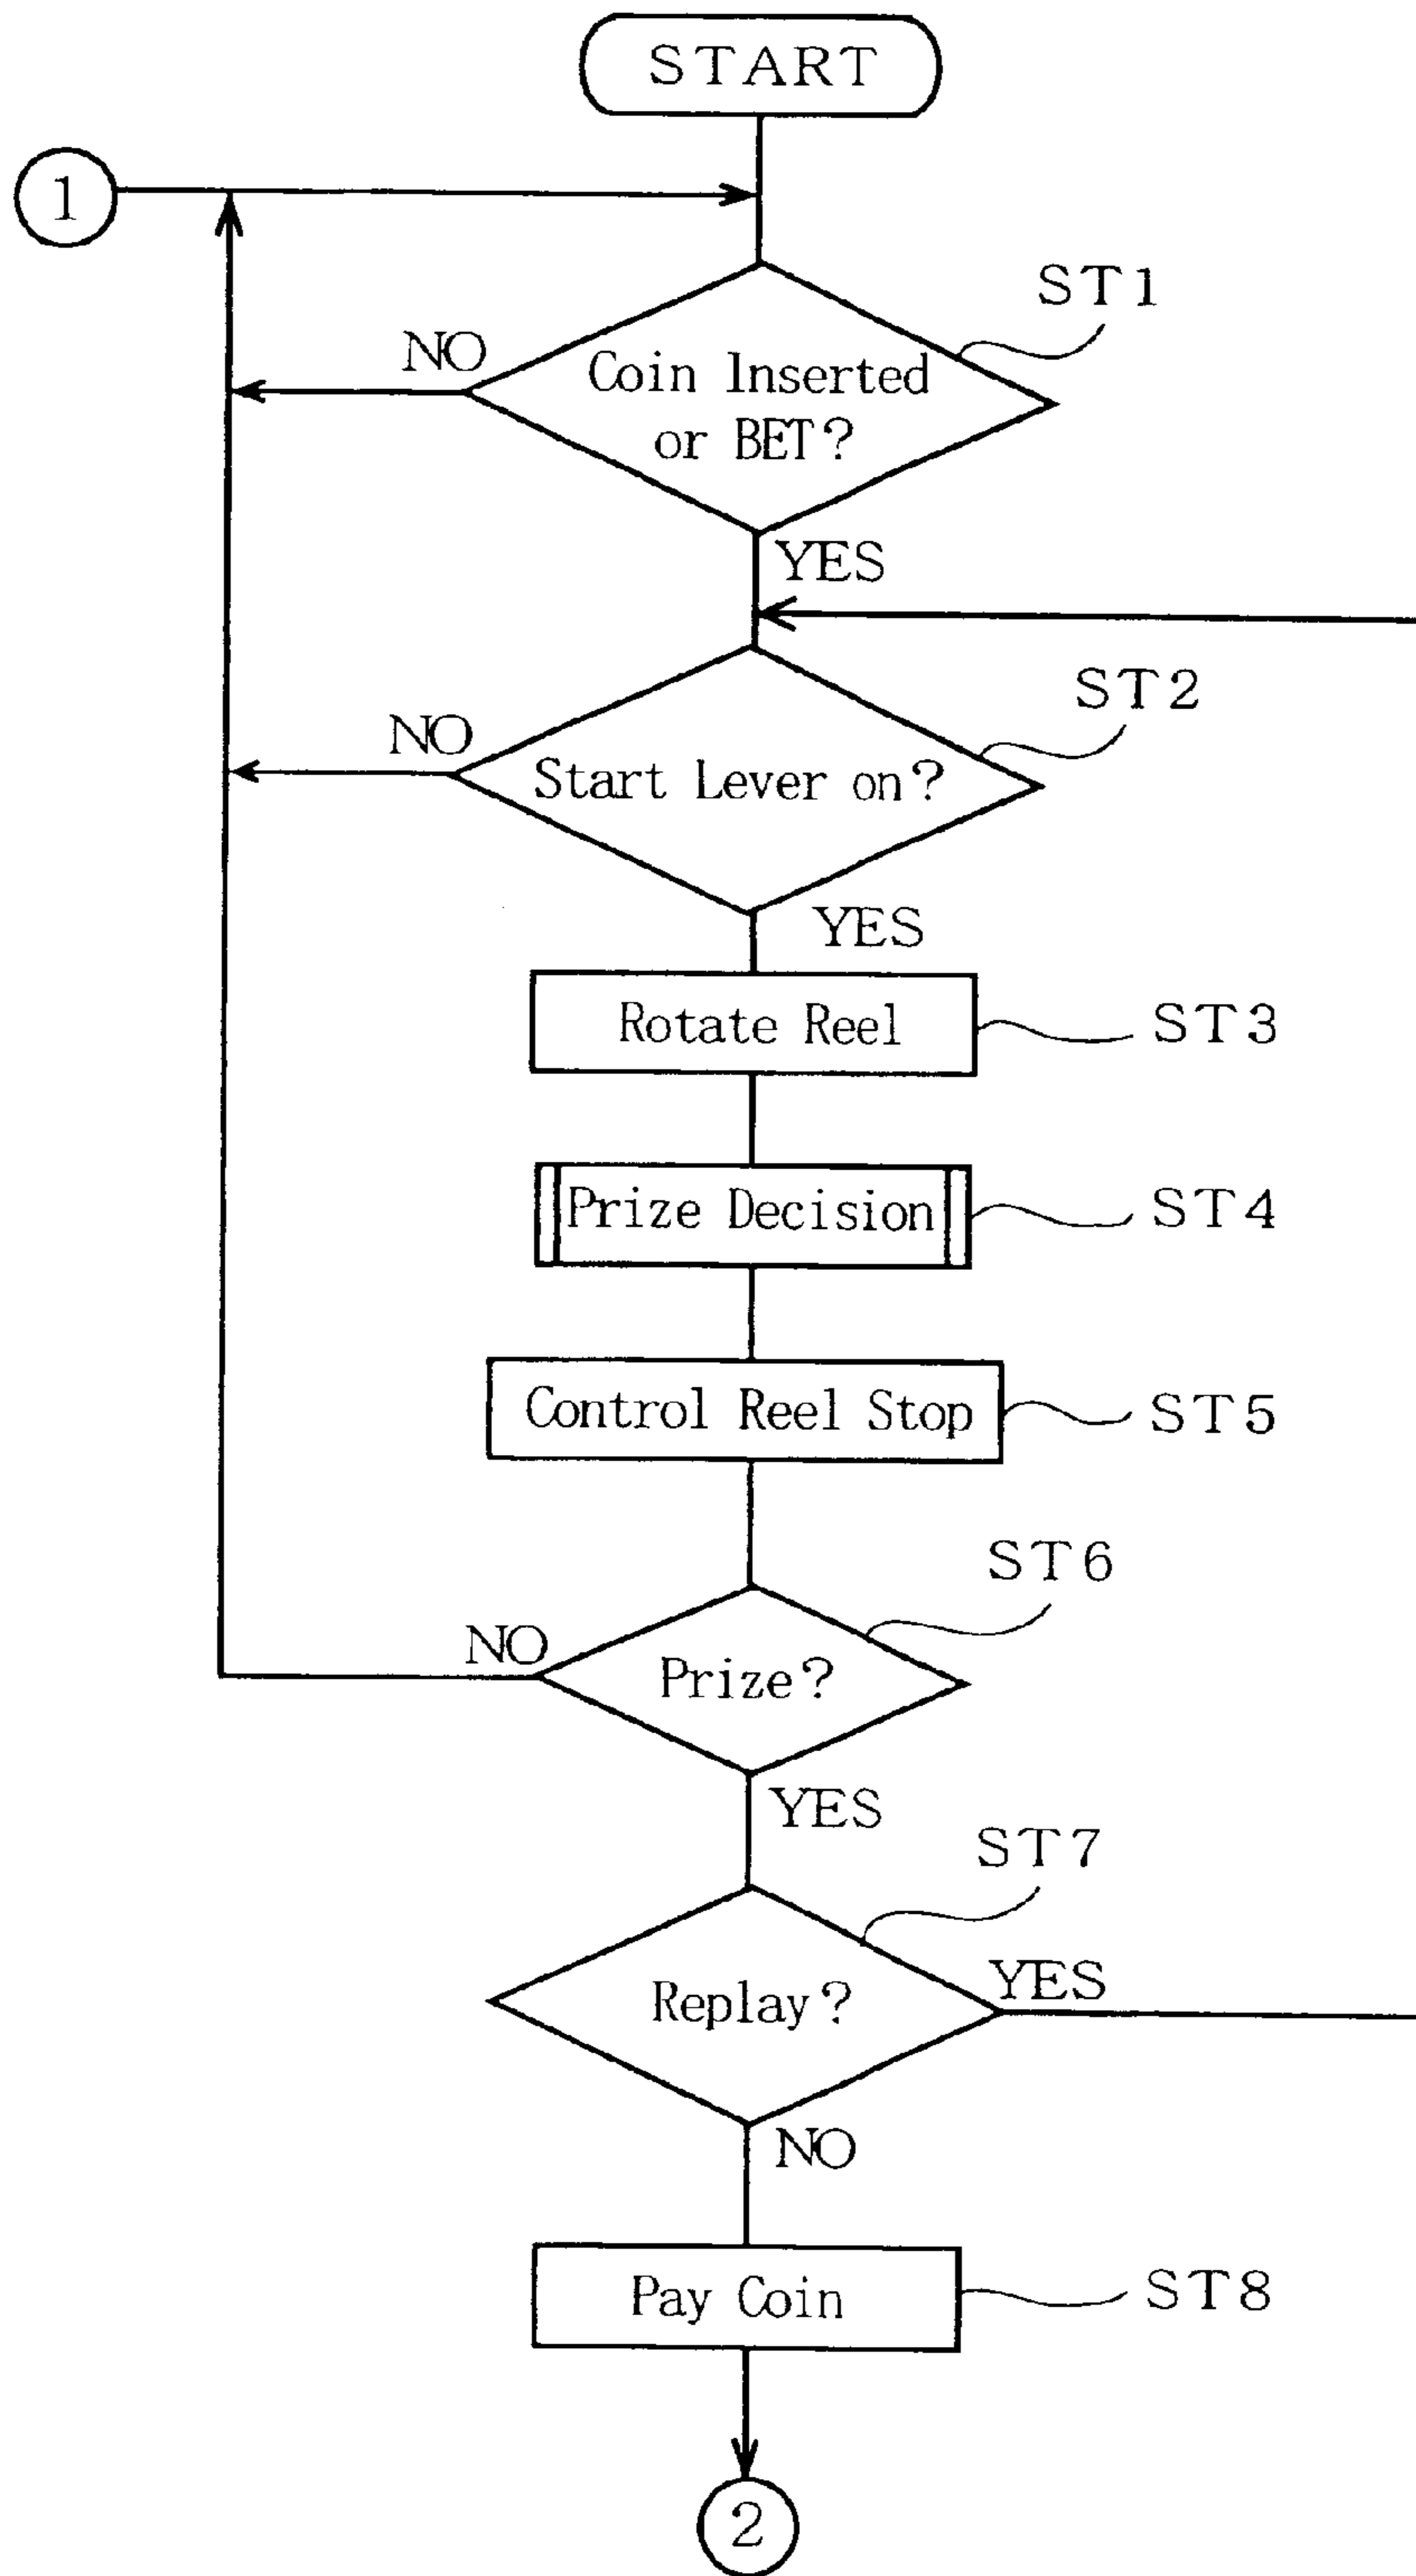 START
1
ST1
NO
Coin Inserted
or BET?
YES
ST2
NO
Start Lever on?
YES
Rotate Reel
ST3
Prize Decision
ST4
Control Reel Stop
ST5
ST6
NO
Prize?
YES
ST7
Replay?
YES
NO
Pay Coin
ST8
2